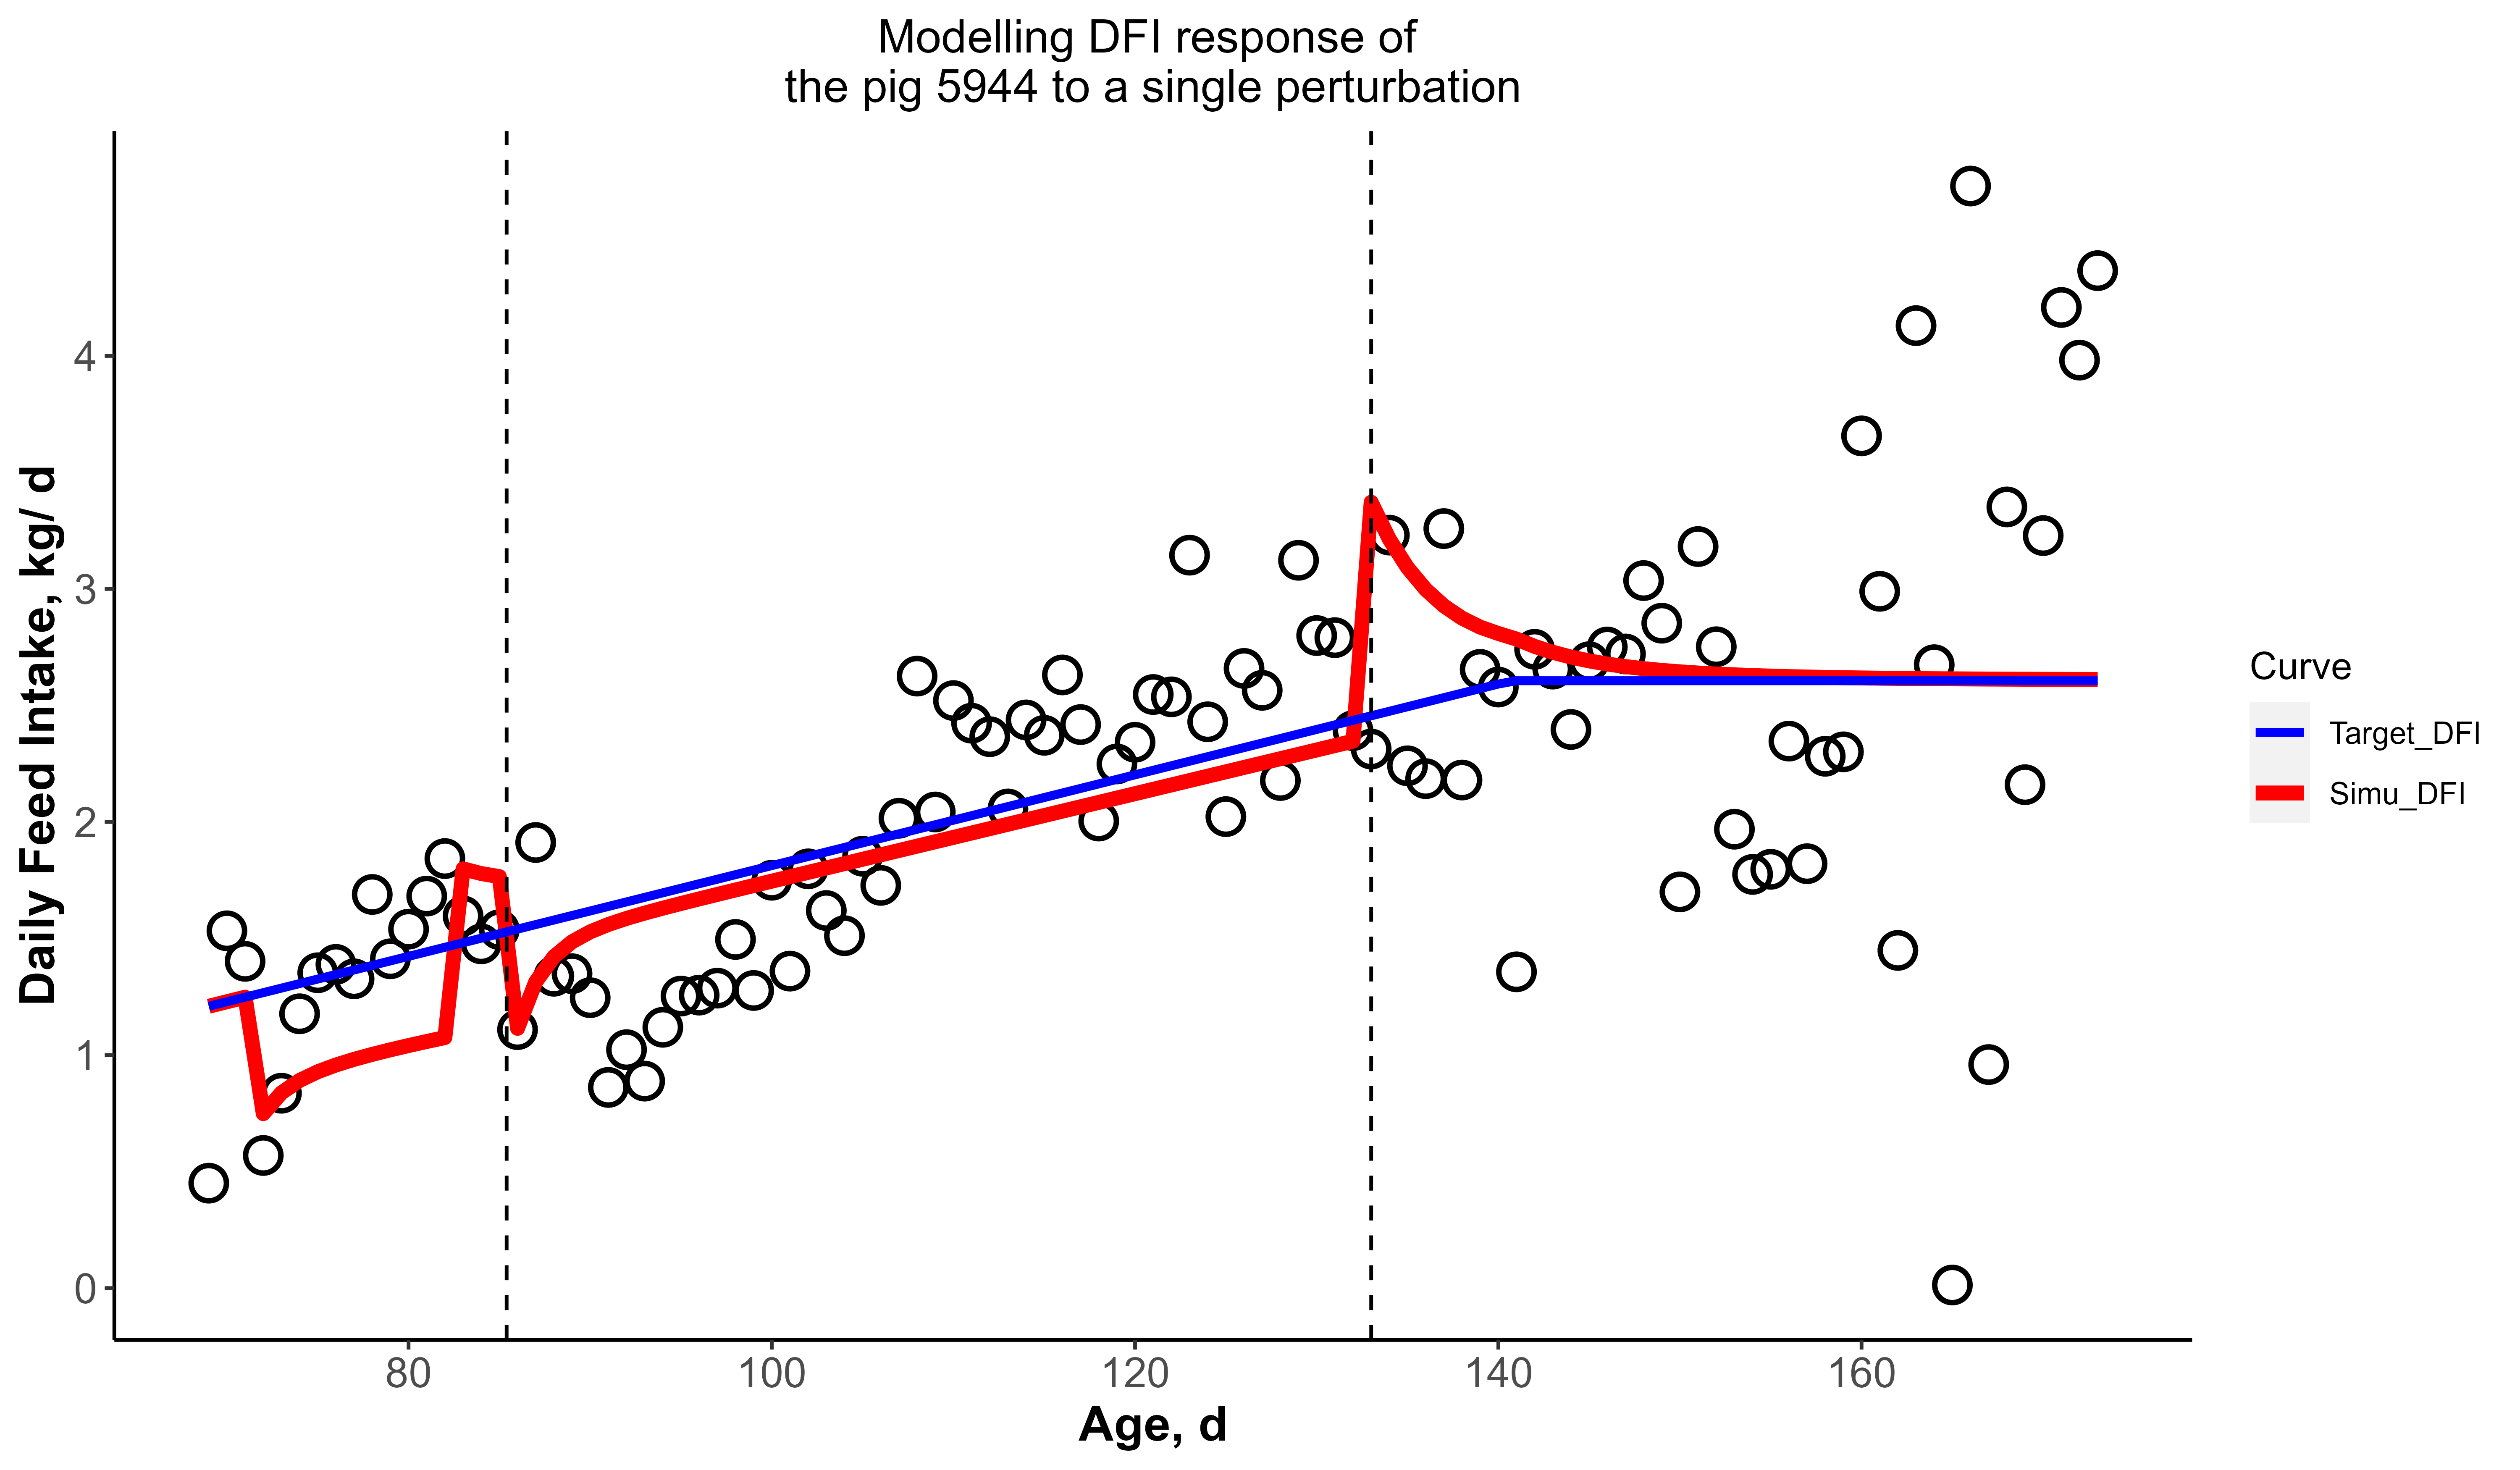 Modelling DFI response of
the pig 5944 to a single perturbation
Daily Feed Intake, kg/ d
4
3
2
1
0
80
100
120
140
160
Age, d
Curve
Target_DFI
Simu_DFI